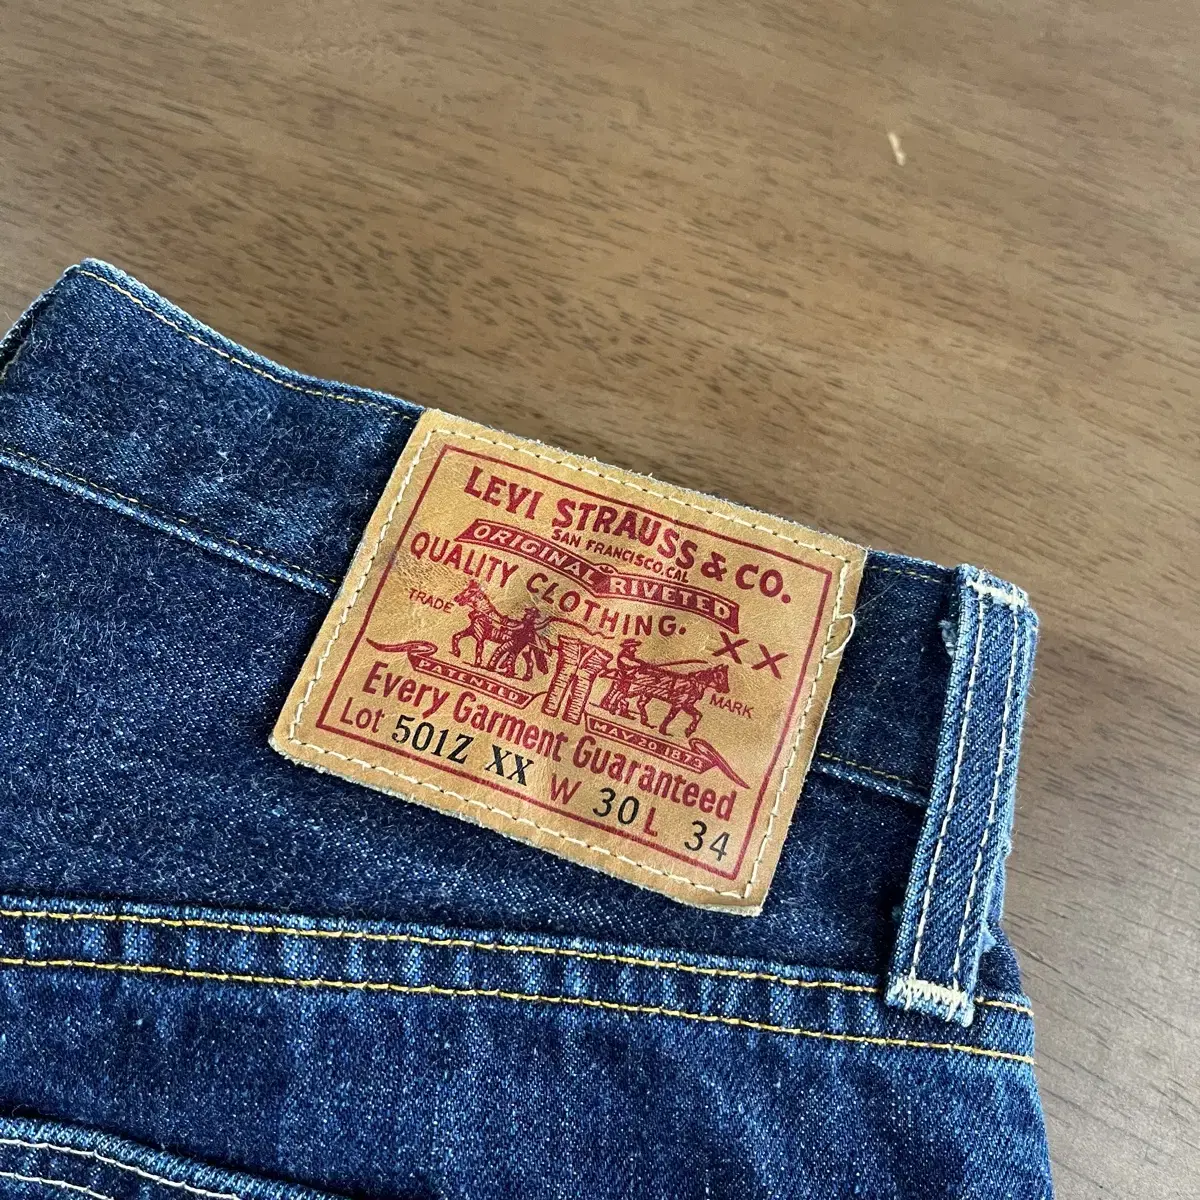 LEVI STRAUSS & CO.
SAN FRANCISCO, CAL
ORIGINAL RIVETED
QUALITY CLOTHING.
TRADE XX MARK
PATENTED MAY 20 1873
Every Garment Guaranteed
Lot 501Z XX W 30 L 34